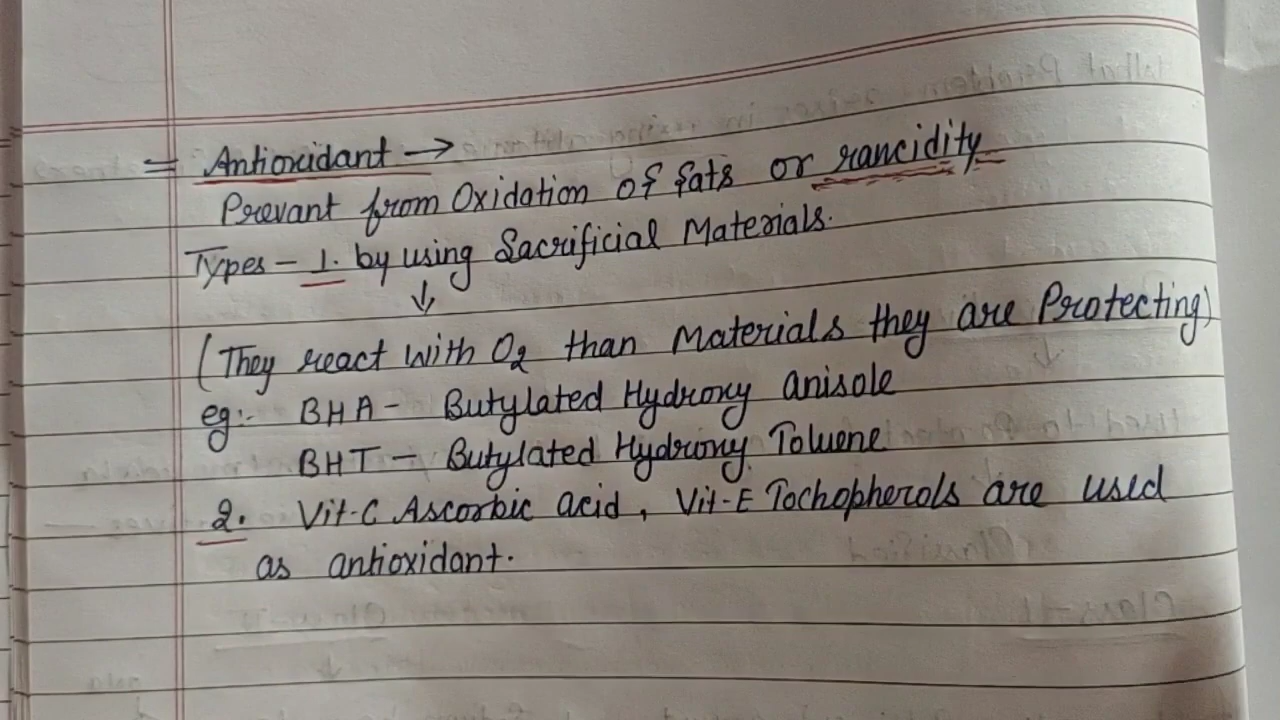 = Antioxidant →
Prevant from Oxidation of fats or rancidity
Types - 1. by using Sacrificial Materials.
↓
(They react with O2 than Materials they are Protecting)
eg:- BHA - Butylated Hydroxy anisole
BHT - Butylated Hydroxy Toluene
2. Vit-C Ascorbic acid, Vit-E Tochopherols are used
as antioxidant.